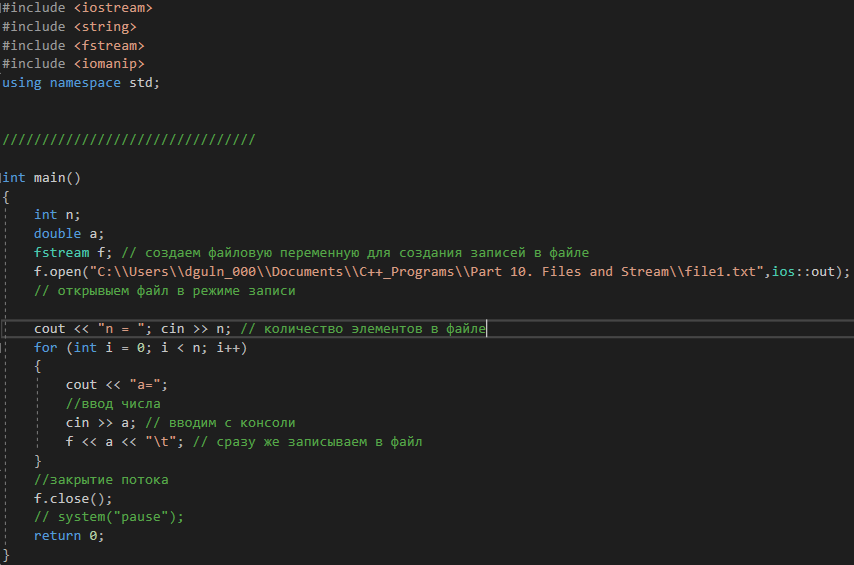 #include <iostream>
#include <string>
#include <fstream>
#include <iomanip>
using namespace std;
////////////////////////////////
int main()
{
int n;
double a;
fstream f; // создаем файловую переменную для создания записей в файле
f.open("C:\\Users\\dguln_000\\Documents\\C++_Programs\\Part 10. Files and Stream\\file1.txt",ios::out);
// открывыем файл в режиме записи
cout << "n = "; cin >> n; // количество элементов в файле
for (int i = 0; i < n; i++)
{
cout << "a=";
//ввод числа
cin >> a; // вводим с консоли
f << a << "\t"; // сразу же записываем в файл
}
//закрытие потока
f.close();
// system("pause");
return 0;
}